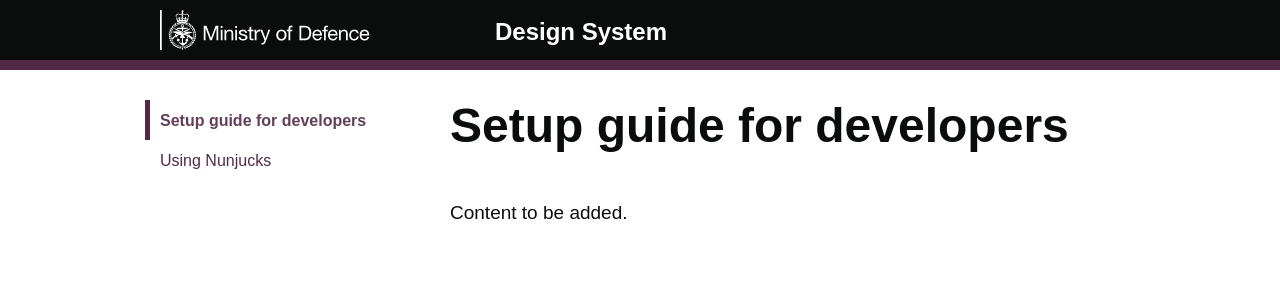 Ministry of Defence
Design System
Setup guide for developers
Using Nunjucks
Setup guide for developers
Content to be added.